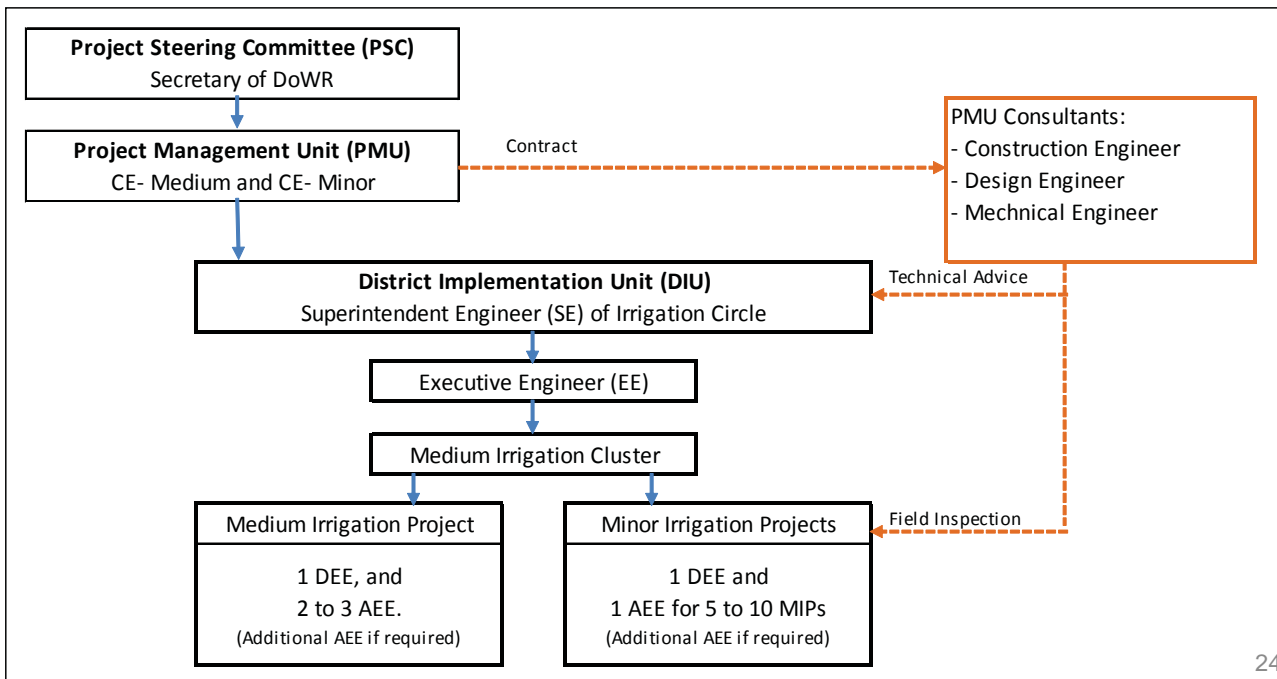 Project Steering Committee (PSC)
Secretary of DoWR
Project Management Unit (PMU)
CE- Medium and CE- Minor
Contract
PMU Consultants:
- Construction Engineer
- Design Engineer
- Mechnical Engineer
District Implementation Unit (DIU)
Superintendent Engineer (SE) of Irrigation Circle
Technical Advice
Executive Engineer (EE)
Medium Irrigation Cluster
Medium Irrigation Project
1 DEE, and
2 to 3 AEE.
(Additional AEE if required)
Minor Irrigation Projects
1 DEE and
1 AEE for 5 to 10 MIPs
(Additional AEE if required)
Field Inspection
24